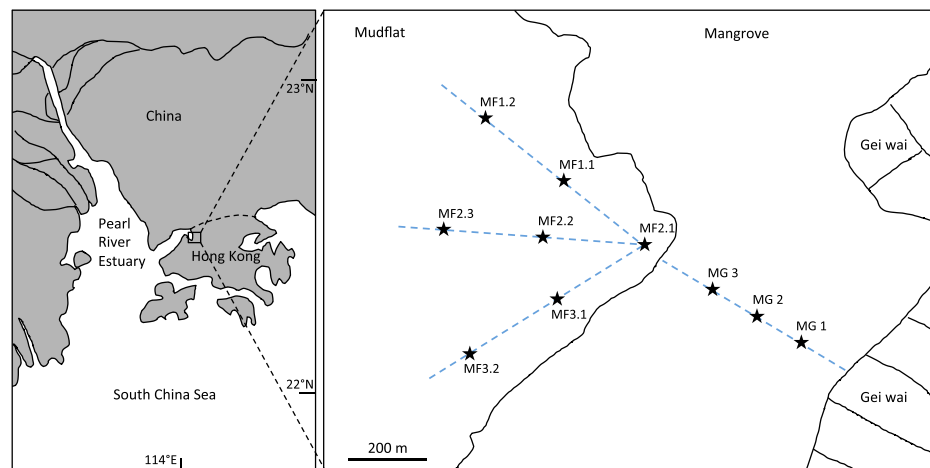 23°N
China
Pearl
River
Estuary
Hong Kong
22°N
South China Sea
114°E
Mudflat
Mangrove
MF1.2
Gei wai
MF1.1
MF2.3
MF2.2
MF2.1
MG 3
MF3.1
MG 2
MG 1
MF3.2
Gei wai
200 m